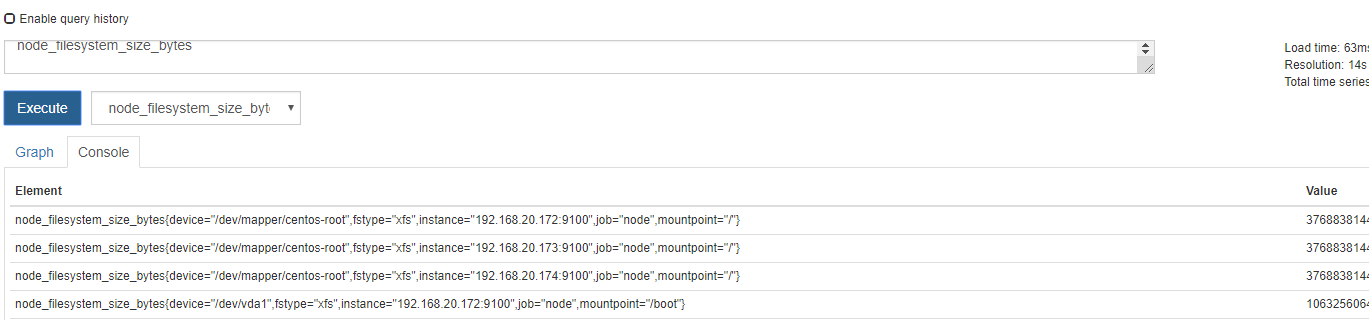 Enable query history
node_filesystem_size_bytes
Load time: 63ms
Resolution: 14s
Total time series
Execute
node_filesystem_size_byt
Graph
Console
Element
Value
node_filesystem_size_bytes{device="/dev/mapper/centos-root",fstype="xfs",instance="192.168.20.172:9100",job="node",mountpoint="/"}
3768838144
node_filesystem_size_bytes{device="/dev/mapper/centos-root",fstype="xfs",instance="192.168.20.173:9100",job="node",mountpoint="/"}
3768838144
node_filesystem_size_bytes{device="/dev/mapper/centos-root",fstype="xfs",instance="192.168.20.174:9100",job="node",mountpoint="/"}
3768838144
node_filesystem_size_bytes{device="/dev/vda1",fstype="xfs",instance="192.168.20.172:9100",job="node",mountpoint="/boot"}
1063256064